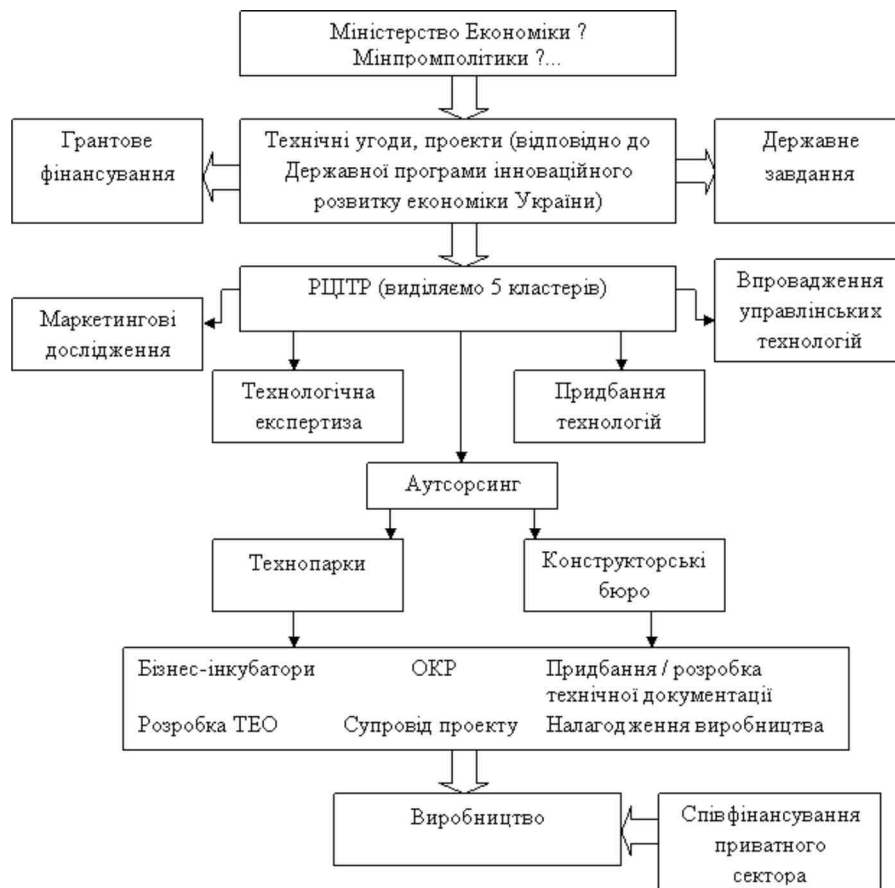 Міністерство Економіки ?
Мінпромполітики ?...
Грантове
фінансування
Технічні угоди, проекти (відповідно до
Державної програми інноваційного
розвитку економіки України)
Державне
завдання
РЦІТР (виділяємо 5 кластерів)
Маркетингові
дослідження
Впровадження
управлінських
технологій
Технологічна
експертиза
Придбання
технологій
Аутсорсинг
Технопарки
Конструкторські
бюро
Бізнес-інкубатори ОКР Придбання / розробка
технічної документації
Розробка ТЕО Супровід проекту Налагодження виробництва
Виробництво
Співфінансування
приватного
сектора